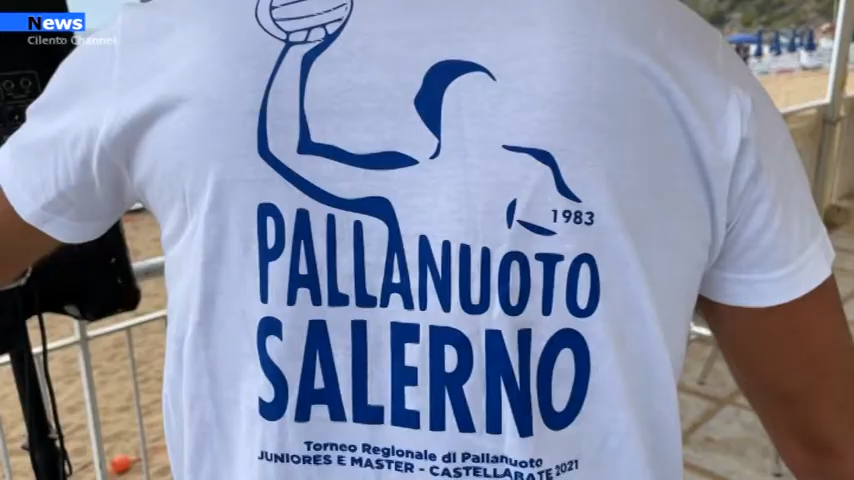 News
Cilento Channel
1983
PALLANUOTO
SALERNO
Torneo Regionale di Pallanuoto
JUNIORES E MASTER - CASTELLABATE 2021